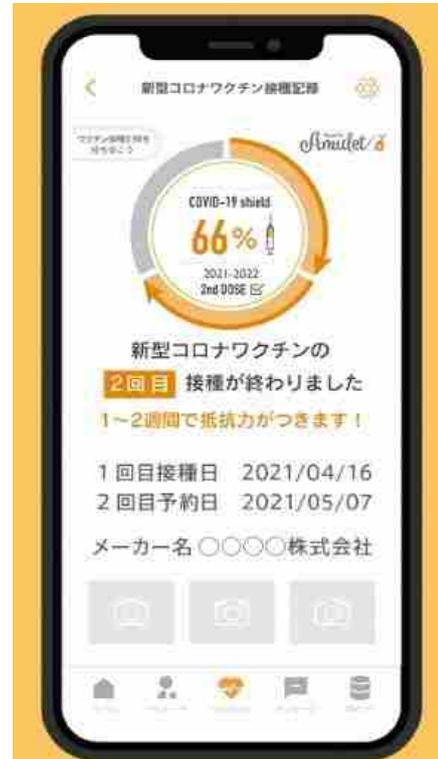 新型コロナワクチン接種記録
Amulet
COVID-19 shield
66%
2021-2022
2nd DOSE
新型コロナワクチンの
2回目 接種が終わりました
1~2週間で抵抗力がつきます!
1回目接種日 2021/04/16
2回目予約日 2021/05/07
メーカー名 ○○○○株式会社